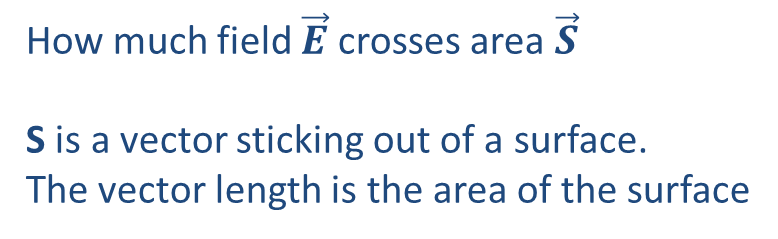 How much field E⃗ crosses area S⃗
S is a vector sticking out of a surface.
The vector length is the area of the surface